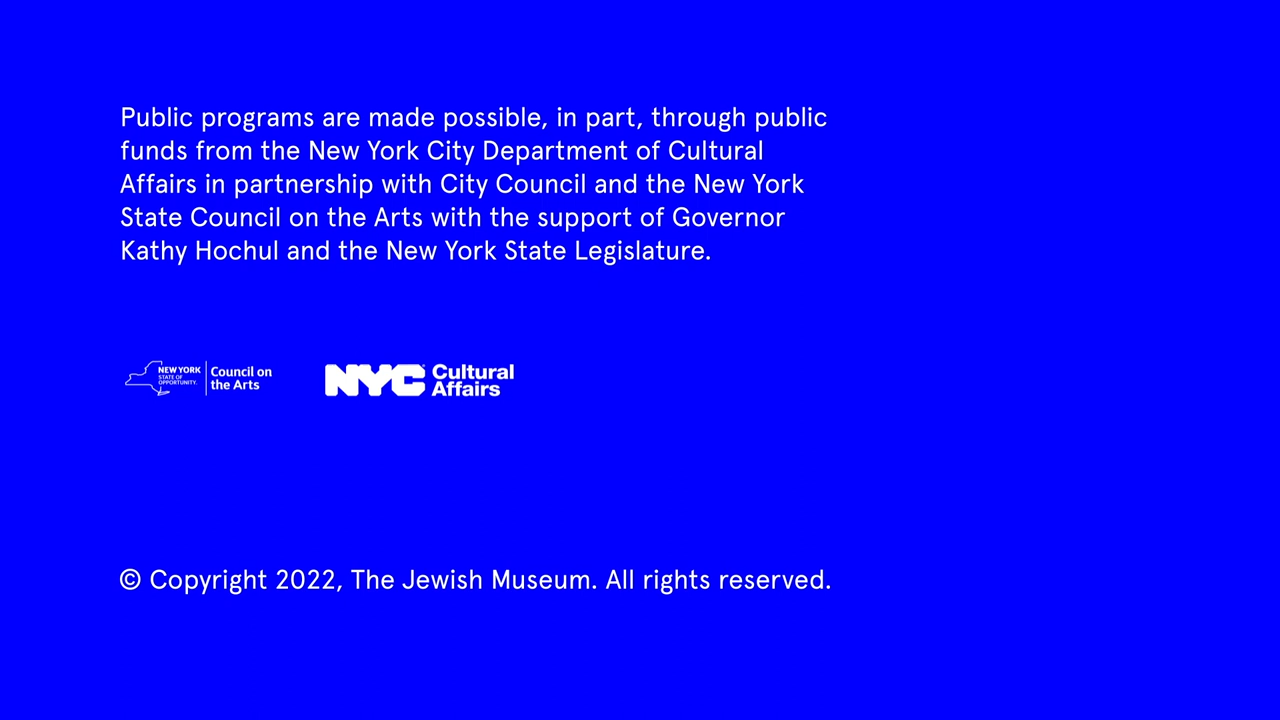 Public programs are made possible, in part, through public
funds from the New York City Department of Cultural
Affairs in partnership with City Council and the New York
State Council on the Arts with the support of Governor
Kathy Hochul and the New York State Legislature.
NEW YORK
STATE OF
OPPORTUNITY.
Council on
the Arts
NYC
Cultural
Affairs
© Copyright 2022, The Jewish Museum. All rights reserved.